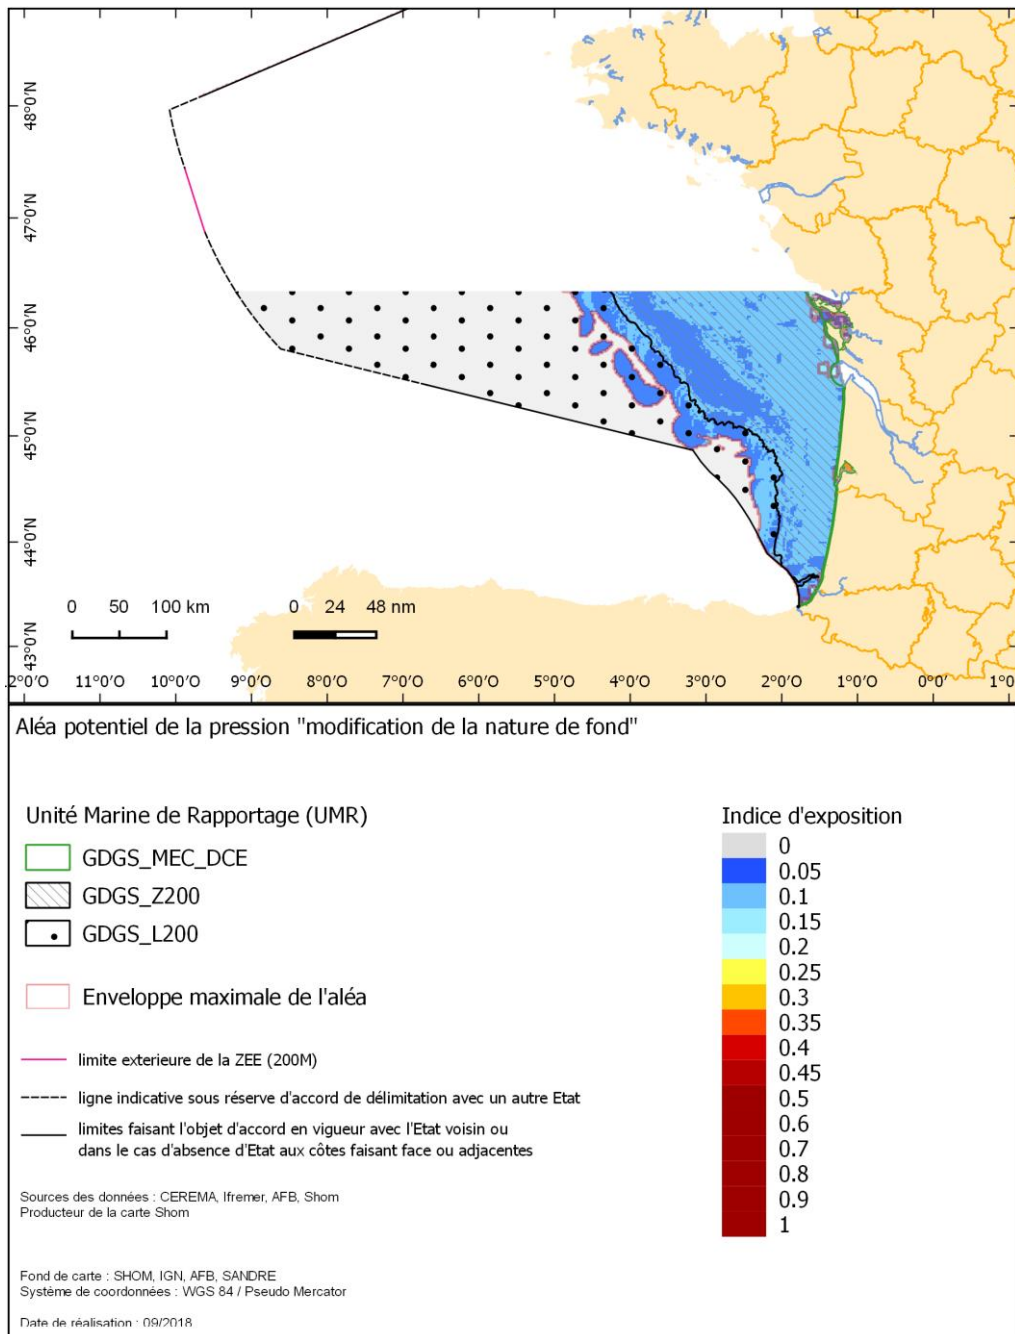 48°0'N
47°0'N
46°0'N
45°0'N
44°0'N
43°0'N
0 50 100 km
0 24 48 nm
2°0'O 11°0'O 10°0'O 9°0'O 8°0'O 7°0'O 6°0'O 5°0'O 4°0'O 3°0'O 2°0'O 1°0'O 0°0'O 1°0'
Aléa potentiel de la pression "modification de la nature de fond"
Unité Marine de Rapportage (UMR)
GDGS_MEC_DCE
GDGS_Z200
GDGS_L200
Enveloppe maximale de l'aléa
limite exterieure de la ZEE (200M)
ligne indicative sous réserve d'accord de délimitation avec un autre Etat
limites faisant l'objet d'accord en vigueur avec l'Etat voisin ou
dans le cas d'absence d'Etat aux côtes faisant face ou adjacentes
Sources des données : CEREMA, Ifremer, AFB, Shom
Producteur de la carte Shom
Fond de carte : SHOM, IGN, AFB, SANDRE
Système de coordonnées : WGS 84 / Pseudo Mercator
Date de réalisation : 09/2018
Indice d'exposition
0
0.05
0.1
0.15
0.2
0.25
0.3
0.35
0.4
0.45
0.5
0.6
0.7
0.8
0.9
1